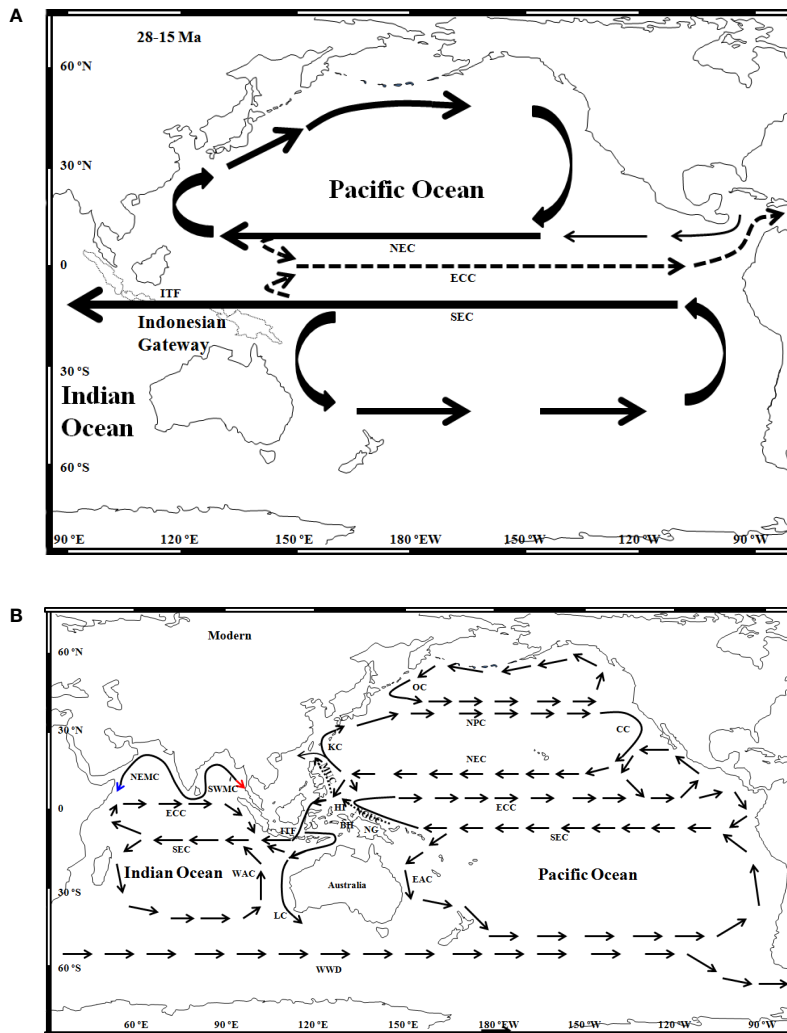 A
28-15 Ma
60 °N
30 °N
Pacific Ocean
NEC
0
ECC
ITF
SEC
Indonesian
Gateway
30 °S
Indian
Ocean
60 °S
90 °E
120 °E
150 °E
180 °EW
150 °W
120 °W
90 °W
B
Modern
60 °N
OC
NPC
CC
30 °N
KC
NEC
NEMC
SWMC
0
ECC
HI
ECC
BH
NG
ITF
SEC
SEC
Indian Ocean
WAC
EAC
Pacific Ocean
Australia
30 °S
LC
60 °S
WWD
60 °E
90 °E
120 °E
150 °E
180 °EW
150 °W
120 °W
90 °W